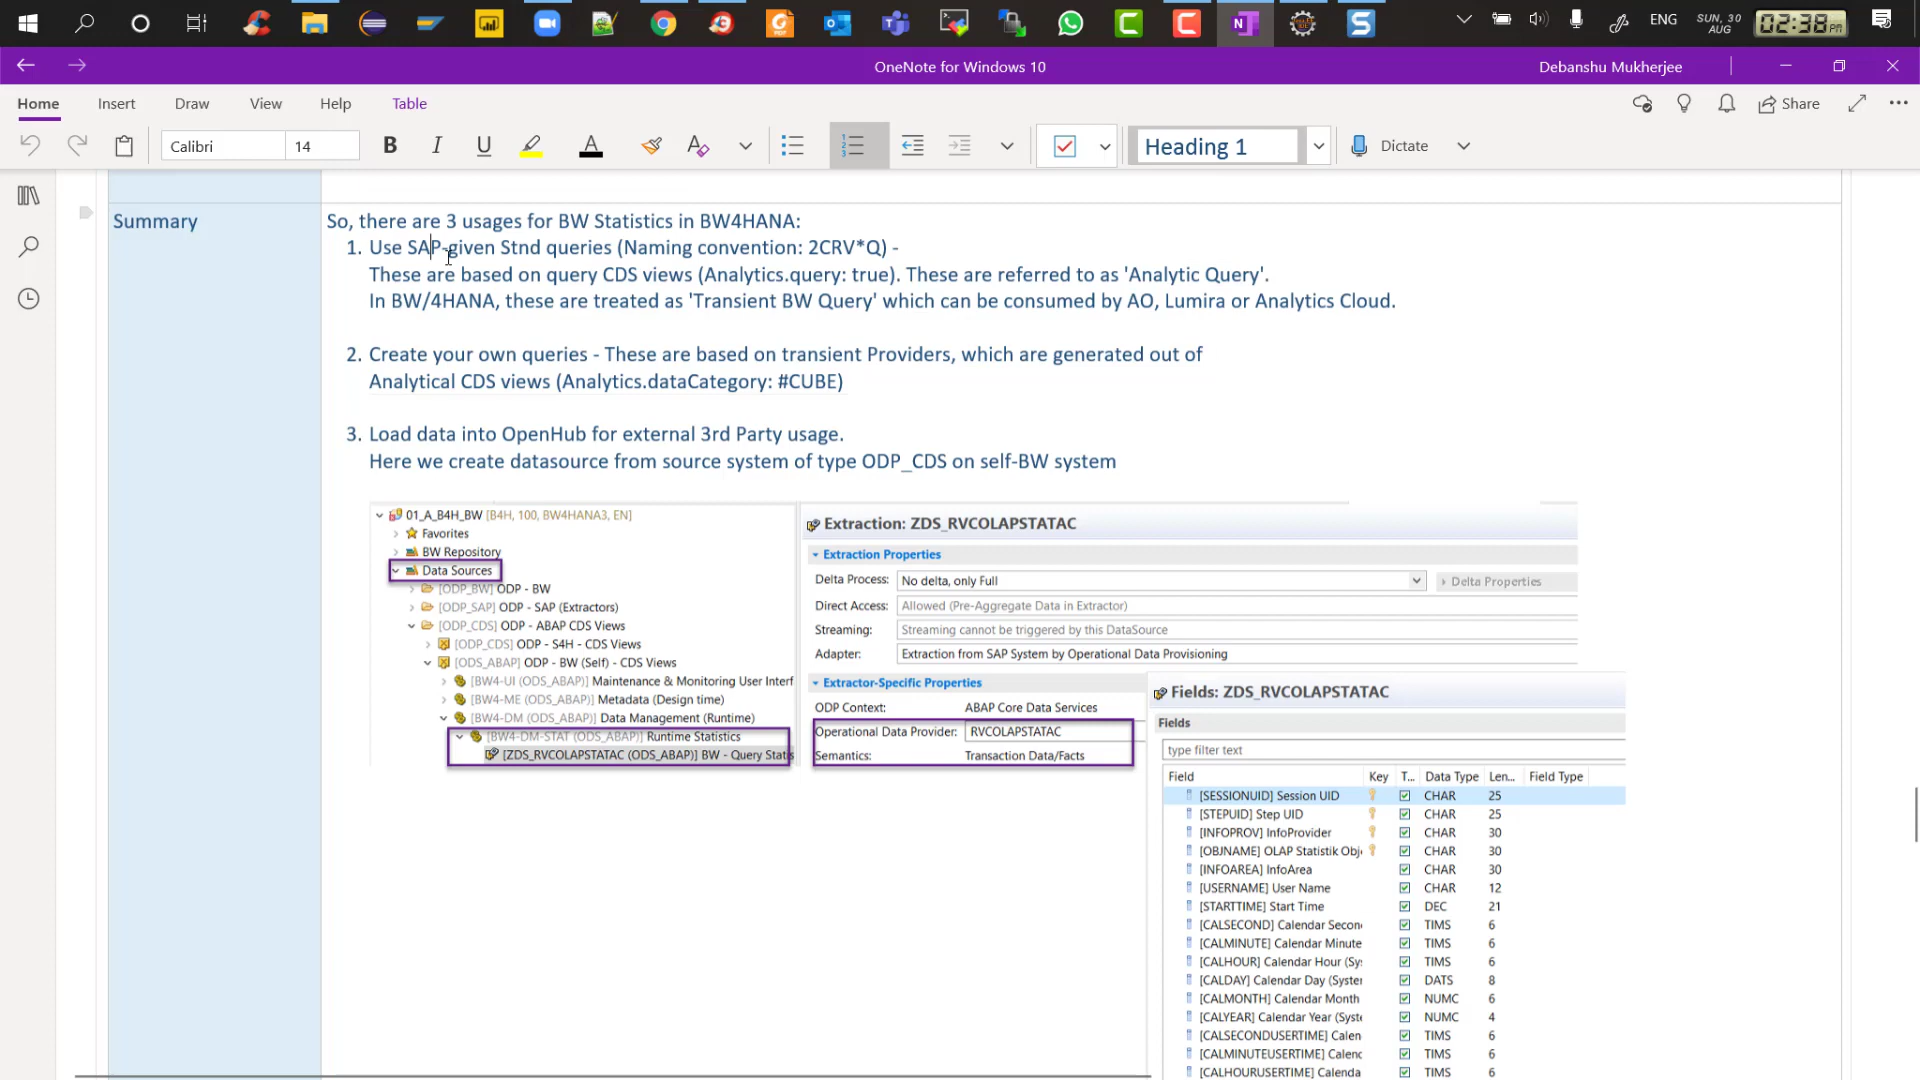 ENG
SUN, 30
AUG
02:38 PM
OneNote for Windows 10
Debanshu Mukherjee
Home
Insert
Draw
View
Help
Table
Share
Calibri
14
B
I
U
A
Heading 1
Dictate
Summary
So, there are 3 usages for BW Statistics in BW4HANA:
1. Use SAP-given Stnd queries (Naming convention: 2CRV*Q) -
These are based on query CDS views (Analytics.query: true). These are referred to as 'Analytic Query'.
In BW/4HANA, these are treated as 'Transient BW Query' which can be consumed by AO, Lumira or Analytics Cloud.
2. Create your own queries - These are based on transient Providers, which are generated out of
Analytical CDS views (Analytics.dataCategory: #CUBE)
3. Load data into OpenHub for external 3rd Party usage.
Here we create datasource from source system of type ODP_CDS on self-BW system
01_A_B4H_BW [B4H, 100, BW4HANA3, EN]
Favorites
BW Repository
Data Sources
[ODP_BW] ODP - BW
[ODP_SAP] ODP - SAP (Extractors)
[ODP_CDS] ODP - ABAP CDS Views
[ODP_CDS] ODP - S4H - CDS Views
[ODS_ABAP] ODP - BW (Self) - CDS Views
[BW4-UI (ODS_ABAP)] Maintenance & Monitoring User Interf
[BW4-ME (ODS_ABAP)] Metadata (Design time)
[BW4-DM (ODS_ABAP)] Data Management (Runtime)
[BW4-DM-STAT (ODS_ABAP)] Runtime Statistics
[ZDS_RVCOLAPSTATAC (ODS_ABAP)] BW - Query Statis
Extraction: ZDS_RVCOLAPSTATAC
Extraction Properties
Delta Process: No delta, only Full
Delta Properties
Direct Access: Allowed (Pre-Aggregate Data in Extractor)
Streaming: Streaming cannot be triggered by this DataSource
Adapter: Extraction from SAP System by Operational Data Provisioning
Extractor-Specific Properties
ODP Context: ABAP Core Data Services
Operational Data Provider: RVCOLAPSTATAC
Semantics: Transaction Data/Facts
Fields: ZDS_RVCOLAPSTATAC
Fields
type filter text
Field Key T... Data Type Len... Field Type
[SESSIONUID] Session UID CHAR 25
[STEPUID] Step UID CHAR 25
[INFOPROV] InfoProvider CHAR 30
[OBJNAME] OLAP Statistik Obj CHAR 30
[INFOAREA] InfoArea CHAR 30
[USERNAME] User Name CHAR 12
[STARTTIME] Start Time DEC 21
[CALSECOND] Calendar Secon TIMS 6
[CALMINUTE] Calendar Minute TIMS 6
[CALHOUR] Calendar Hour (Sy TIMS 6
[CALDAY] Calendar Day (Syster DATS 8
[CALMONTH] Calendar Month NUMC 6
[CALYEAR] Calendar Year (Syste NUMC 4
[CALSECONDUSERTIME] Calen TIMS 6
[CALMINUTEUSERTIME] Calend TIMS 6
[CALHOURUSERTIME] Calenda TIMS 6